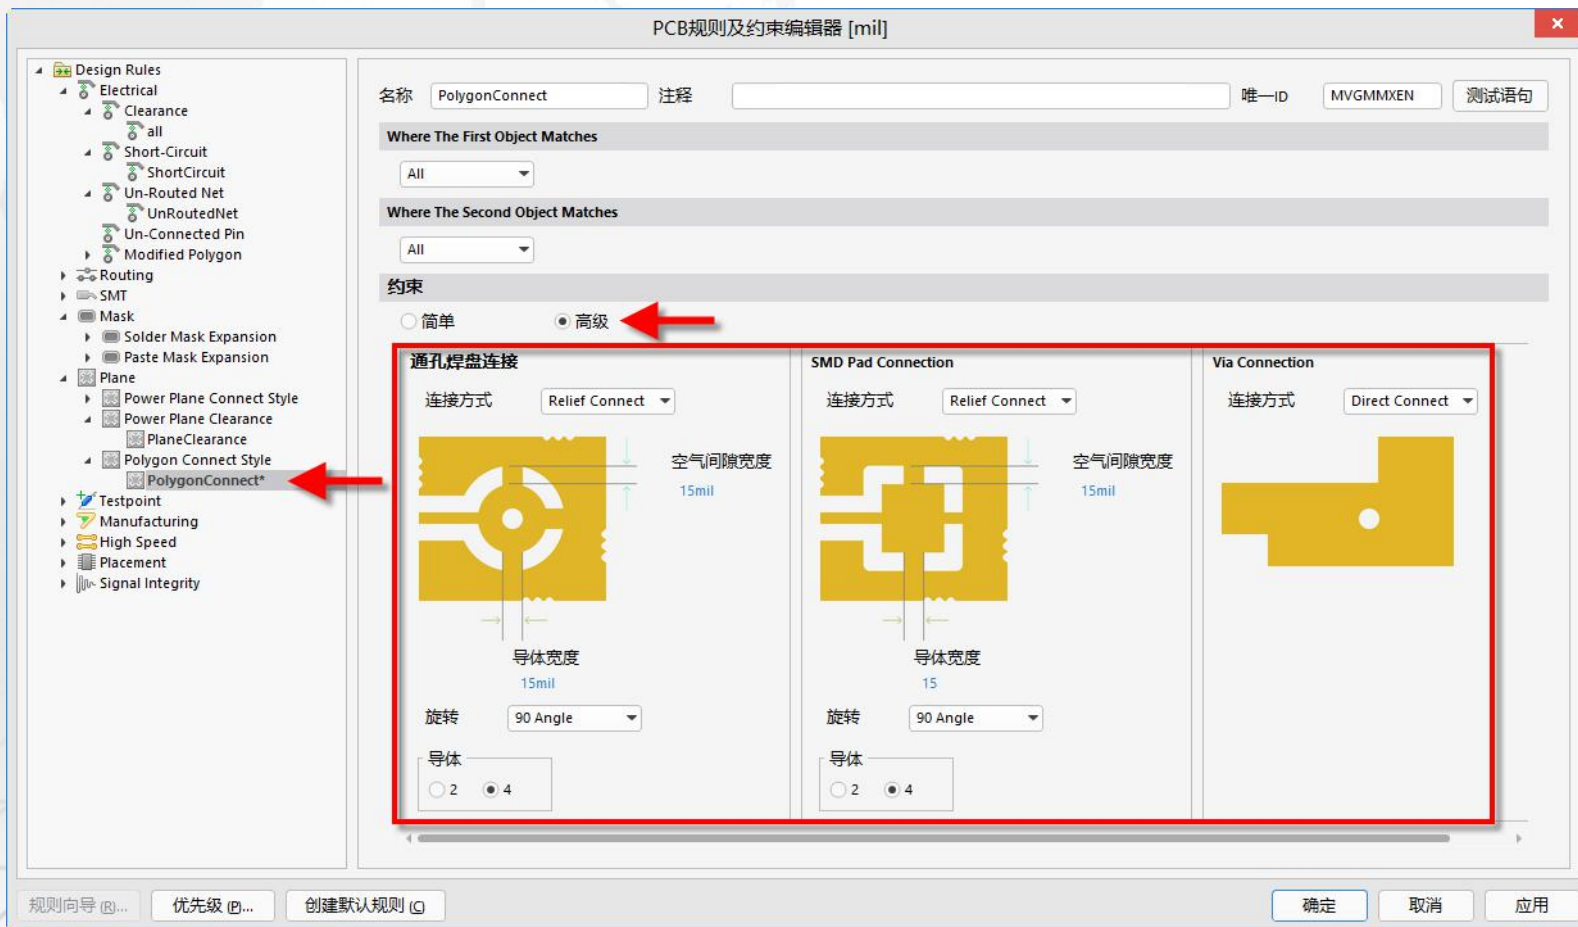 PCB规则及约束编辑器 [mil]
Design Rules
Electrical
Clearance
all
Short-Circuit
ShortCircuit
Un-Routed Net
UnRoutedNet
Un-Connected Pin
Modified Polygon
Routing
SMT
Mask
Solder Mask Expansion
Paste Mask Expansion
Plane
Power Plane Connect Style
Power Plane Clearance
PlaneClearance
Polygon Connect Style
PolygonConnect*
Testpoint
Manufacturing
High Speed
Placement
Signal Integrity
名称 PolygonConnect 注释 唯一ID MVGMMXEN 测试语句
Where The First Object Matches
All
Where The Second Object Matches
All
约束
简单 高级
通孔焊盘连接
连接方式 Relief Connect
空气间隙宽度
15mil
导体宽度
15mil
旋转 90 Angle
导体
2 4
SMD Pad Connection
连接方式 Relief Connect
空气间隙宽度
15mil
导体宽度
15
旋转 90 Angle
导体
2 4
Via Connection
连接方式 Direct Connect
规则向导 (R)... 优先级 (P)... 创建默认规则 (C) 确定 取消 应用